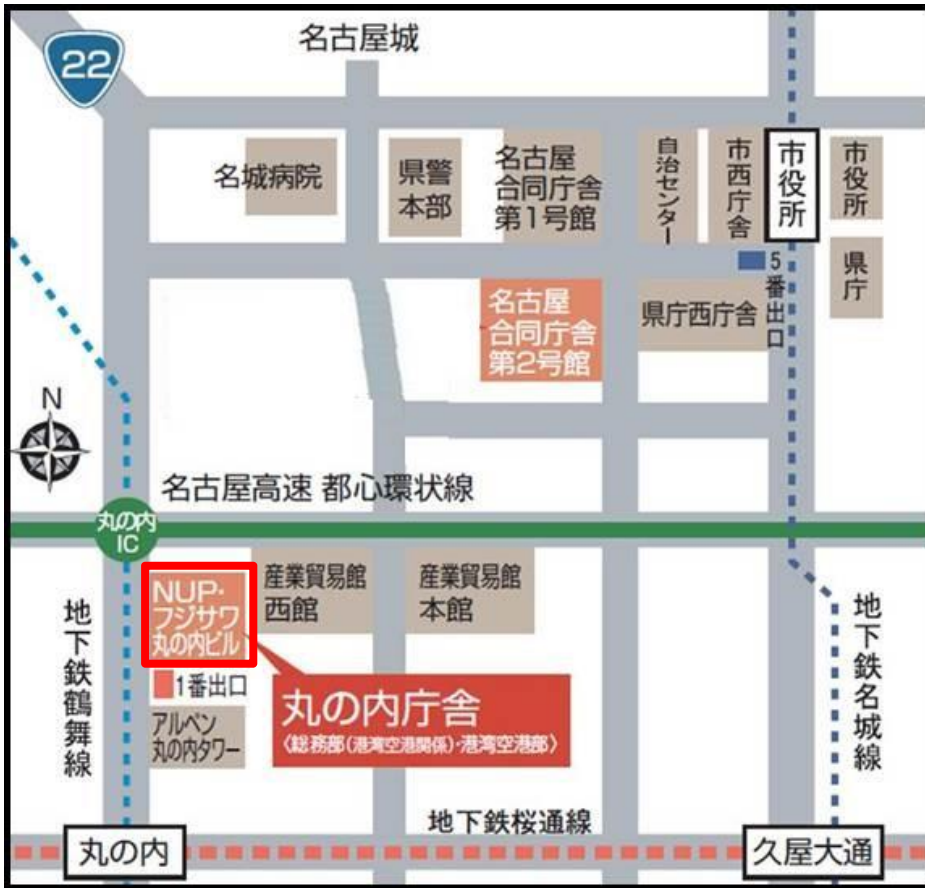 22
名古屋城
名城病院
県警
本部
名古屋
合同庁舎
第1号館
自治センター
市西庁舎
市役所
市役所
5番出口
県庁
名古屋
合同庁舎
第2号館
県庁西庁舎
N
名古屋高速 都心環状線
丸の内
IC
NUP・
フジサワ
丸の内ビル
産業貿易館
西館
産業貿易館
本館
地下鉄鶴舞線
1番出口
丸の内庁舎
〈総務部(港湾空港関係)・港湾空港部〉
アルペン
丸の内タワー
地下鉄名城線
地下鉄桜通線
丸の内
久屋大通